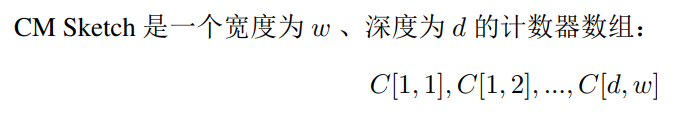 CM Sketch 是一个宽度为 w 、深度为 d 的计数器数组：
C[1, 1], C[1, 2], ..., C[d, w]